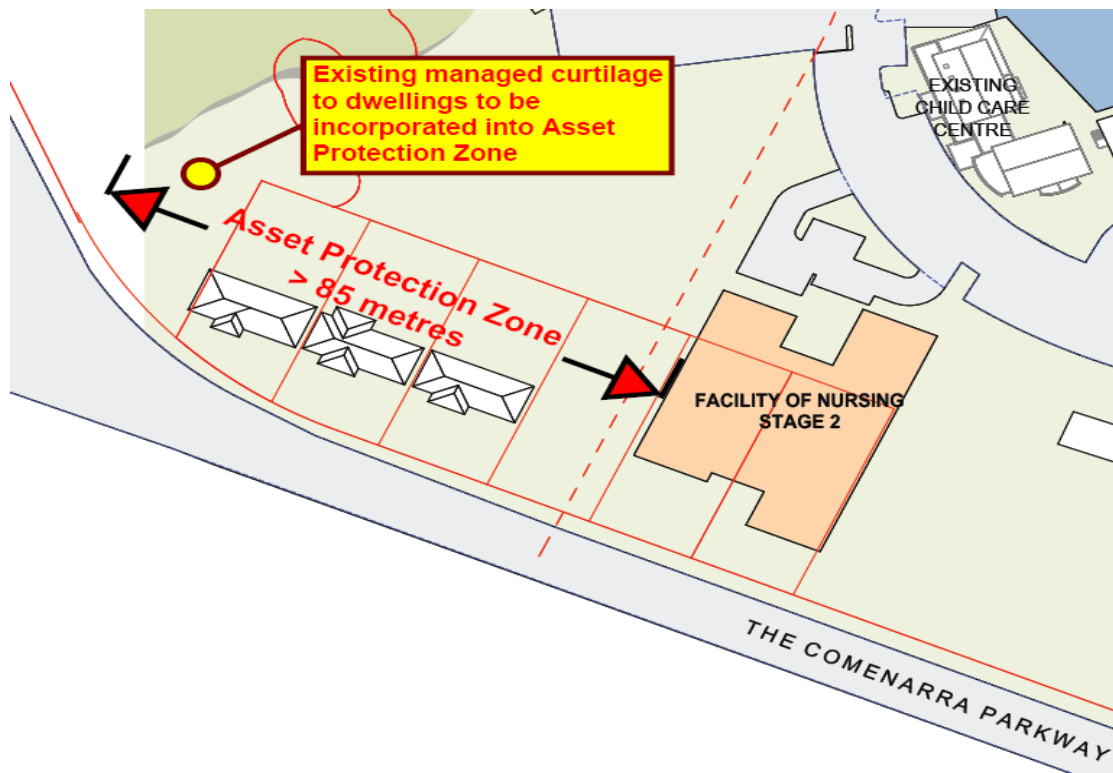 Existing managed curtilage
to dwellings to be
incorporated into Asset
Protection Zone
EXISTING
CHILD CARE
CENTRE
Asset Protection Zone
> 85 metres
FACILITY OF NURSING
STAGE 2
THE COMENARRA PARKWAY